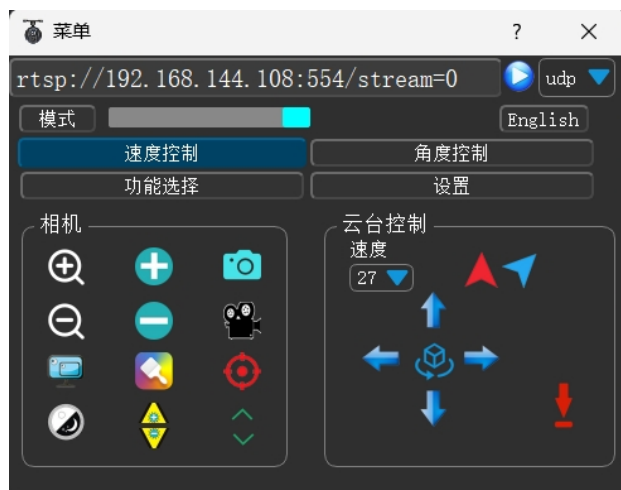 菜单 ?
rtsp://192.168.144.108:554/stream=0 udp
模式 English
速度控制 角度控制
功能选择 设置
相机 云台控制
速度
27